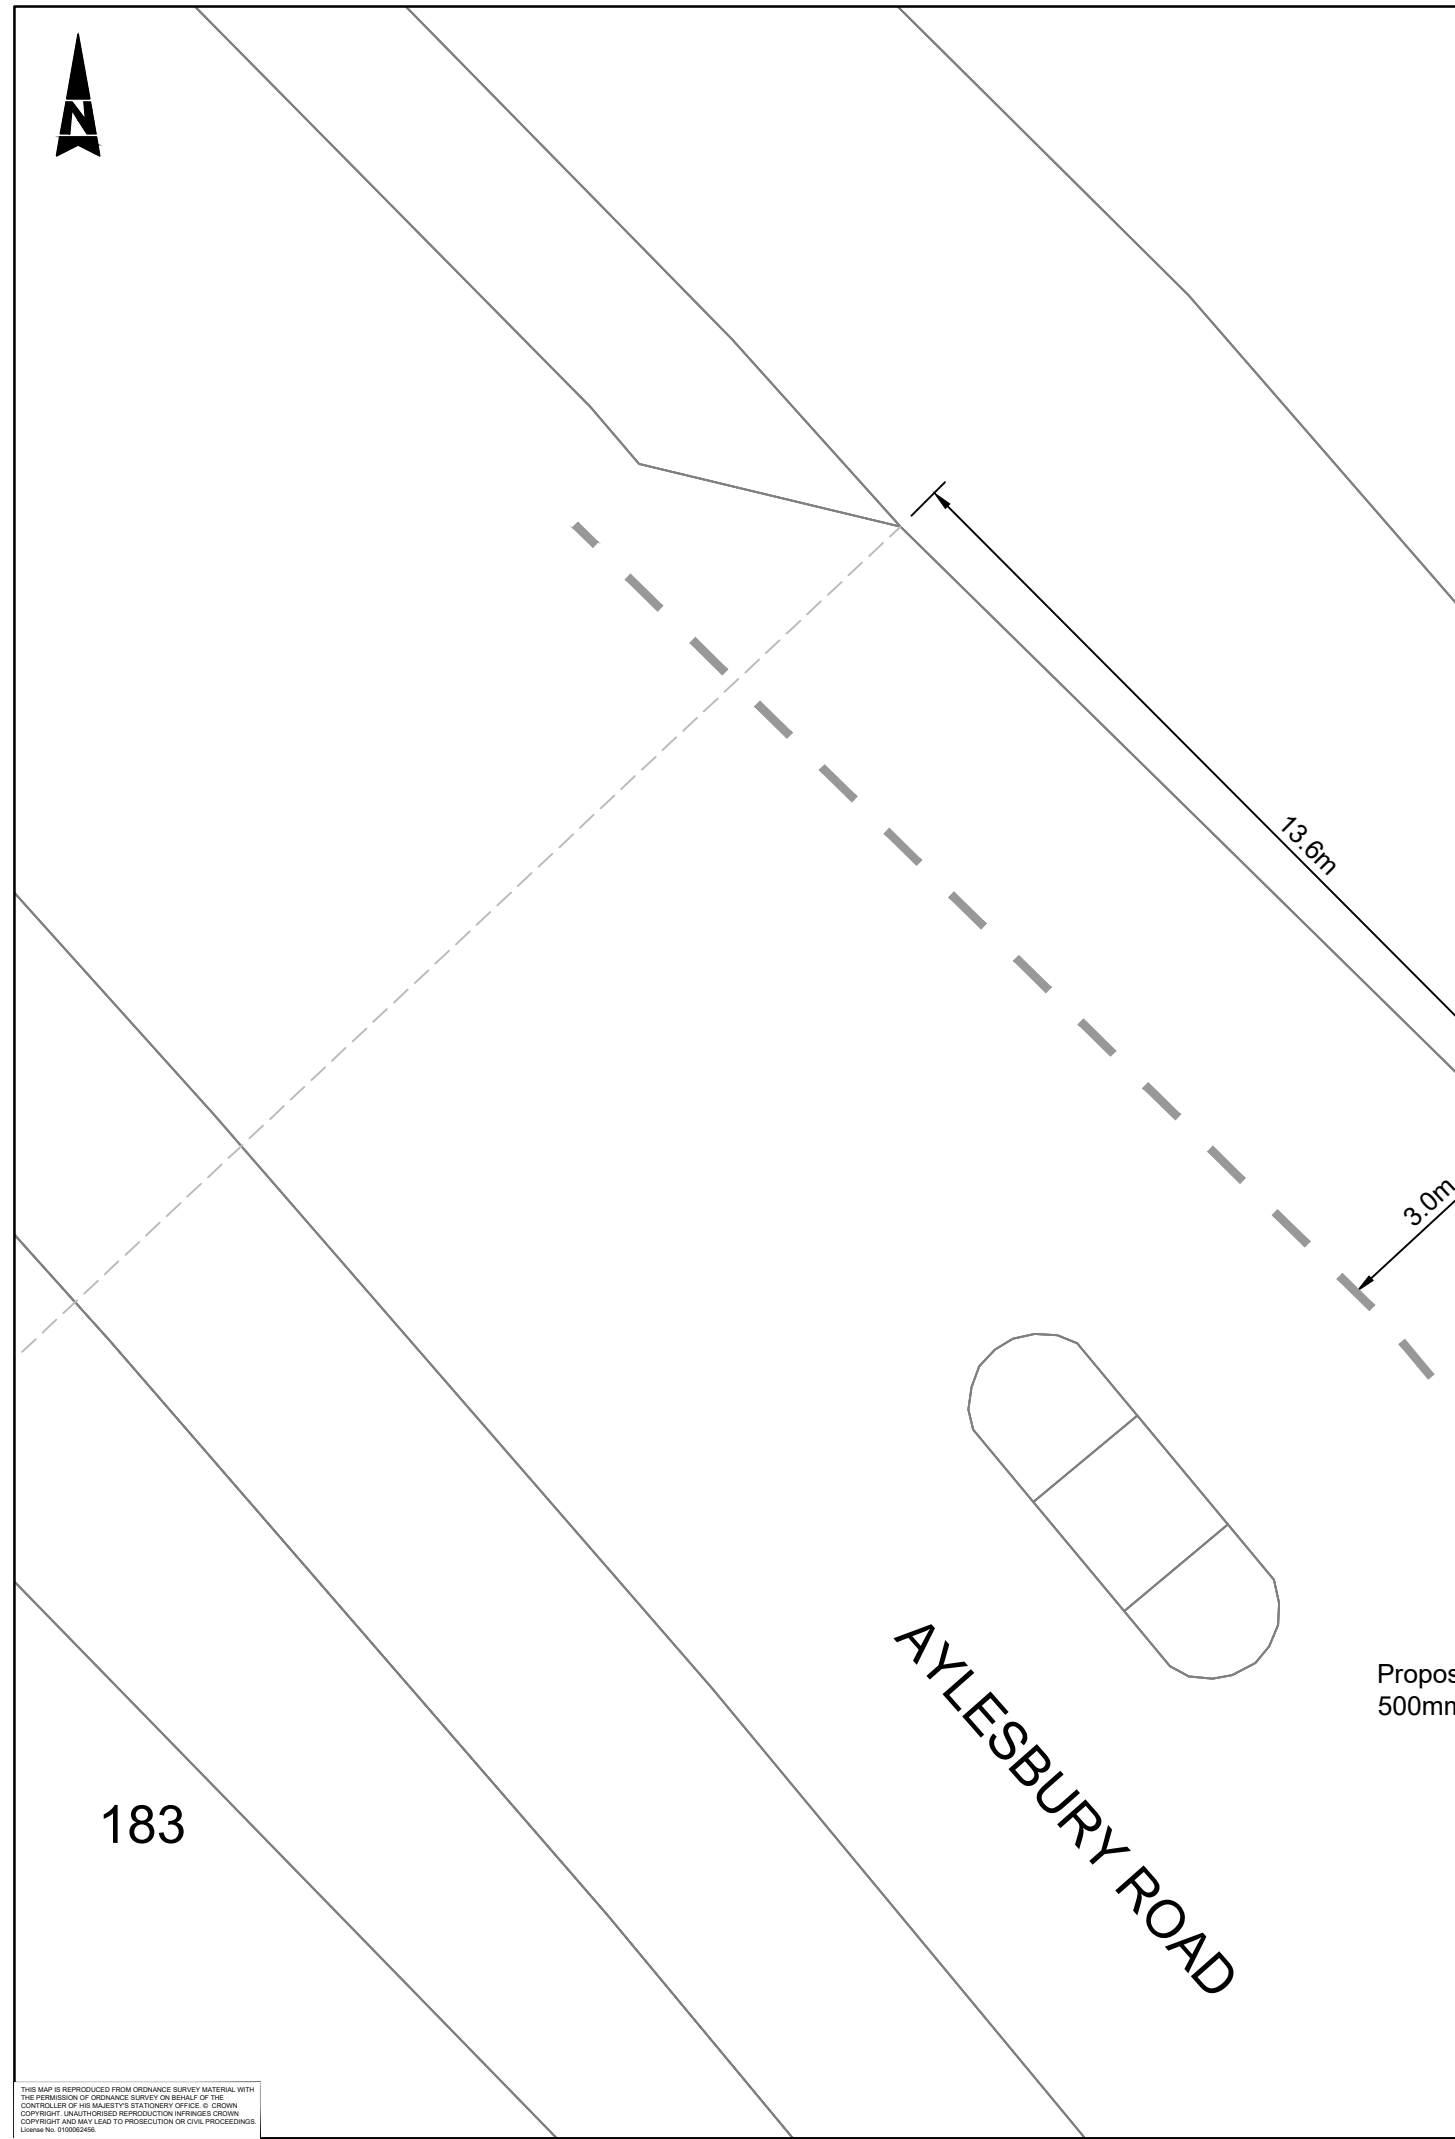 N
13.6m
3.0m
Propos
500mm
AYLESBURY ROAD
183
THIS MAP IS REPRODUCED FROM ORDNANCE SURVEY MATERIAL WITH
THE PERMISSION OF ORDNANCE SURVEY ON BEHALF OF THE
CONTROLLER OF HIS MAJESTY'S STATIONERY OFFICE. © CROWN
COPYRIGHT. UNAUTHORISED REPRODUCTION INFRINGES CROWN
COPYRIGHT AND MAY LEAD TO PROSECUTION OR CIVIL PROCEEDINGS.
License No. 0100062456.